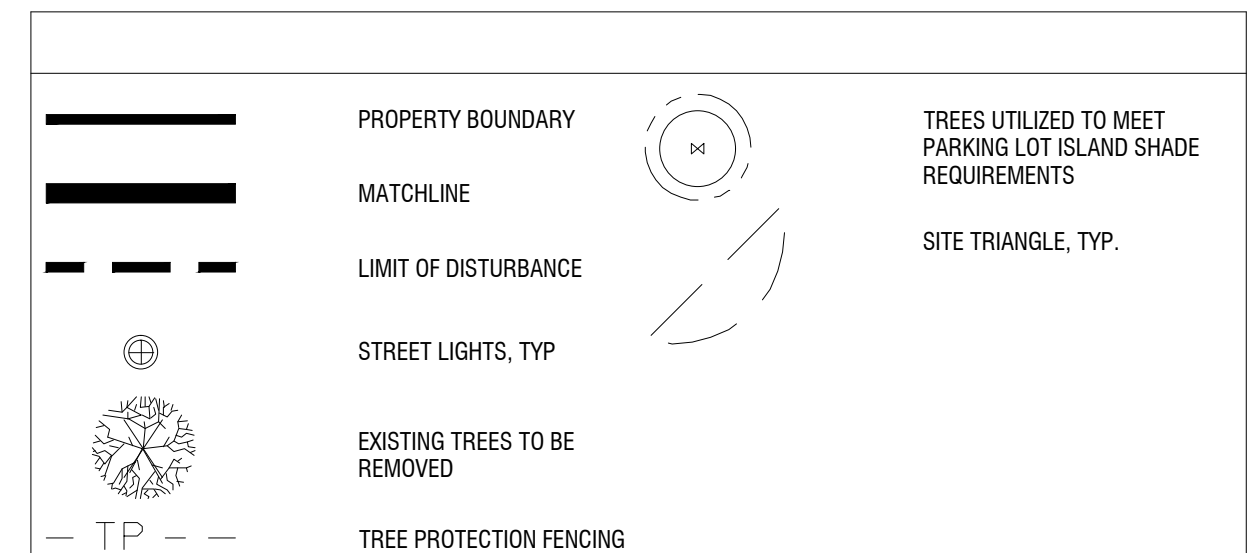 PROPERTY BOUNDARY
MATCHLINE
LIMIT OF DISTURBANCE
STREET LIGHTS, TYP
EXISTING TREES TO BE
REMOVED
TP
TREE PROTECTION FENCING
TREES UTILIZED TO MEET
PARKING LOT ISLAND SHADE
REQUIREMENTS
SITE TRIANGLE, TYP.